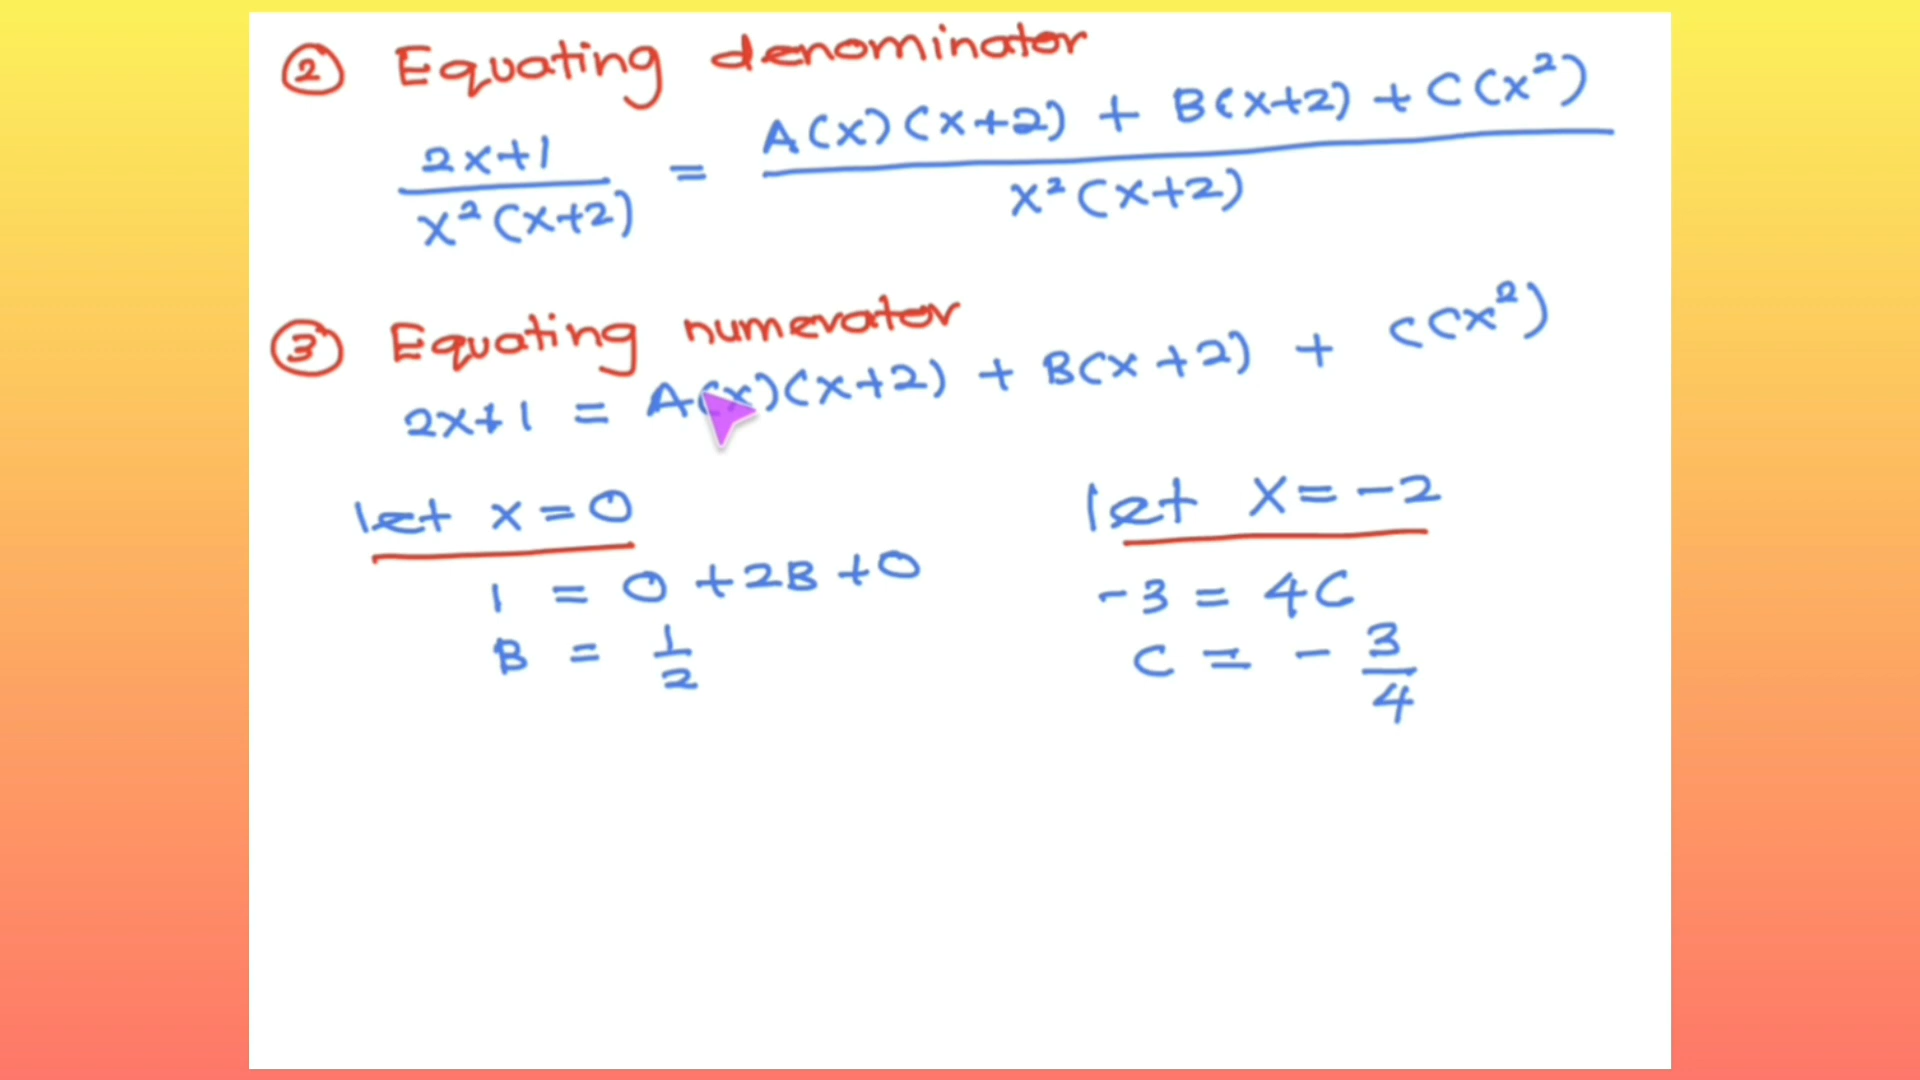 ② Equating denominator
2x+1 / x²(x+2) = A(x)(x+2) + B(x+2) + C(x²) / x²(x+2)
③ Equating numerator
2x+1 = A(x)(x+2) + B(x+2) + C(x²)
let x=0
1 = 0 +2B +0
B = 1/2
let x=-2
-3 = 4C
C = - 3/4